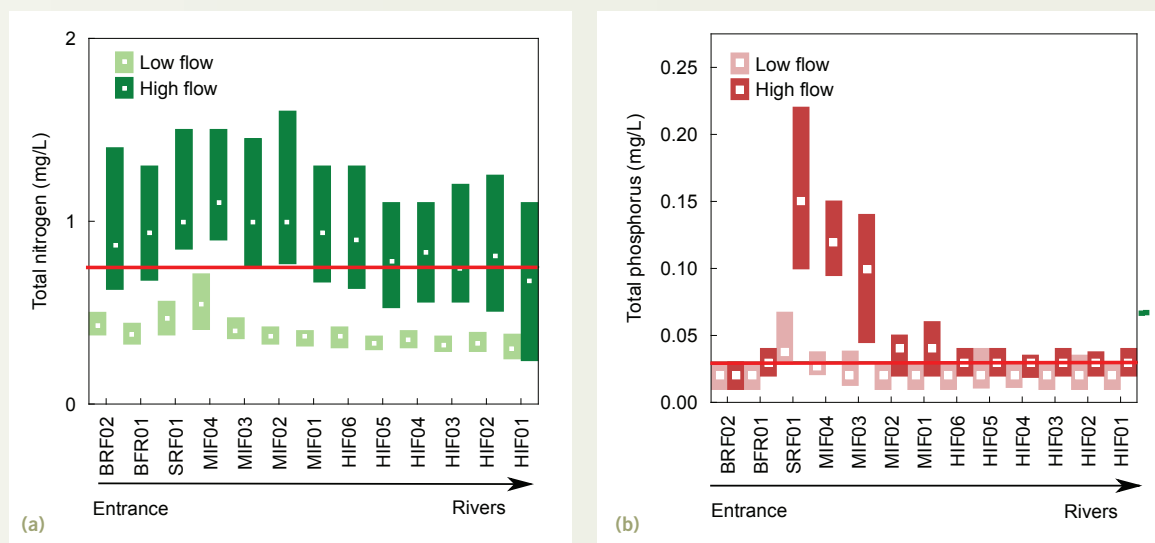 2
1
0
Total nitrogen (mg/L)
Low flow
High flow
BRF02
BFR01
SRF01
MIF04
MIF03
MIF02
MIF01
HIF06
HIF05
HIF04
HIF03
HIF02
HIF01
Entrance
Rivers
(a)
0.25
0.20
0.15
0.10
0.05
0.00
Total phosphorus (mg/L)
Low flow
High flow
BRF02
BFR01
SRF01
MIF04
MIF03
MIF02
MIF01
HIF06
HIF05
HIF04
HIF03
HIF02
HIF01
Entrance
Rivers
(b)